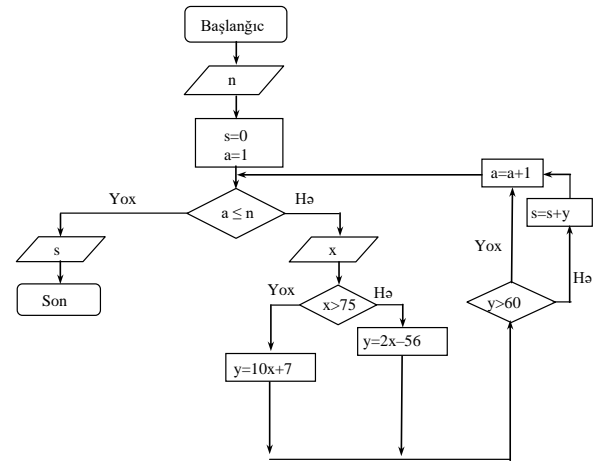 Başlanğıc
n
s=0
a=1
a ≤ n
Yox
Hə
s
Son
x
x>75
Yox
Hə
y=10x+7
y=2x–56
y>60
Yox
Hə
s=s+y
a=a+1